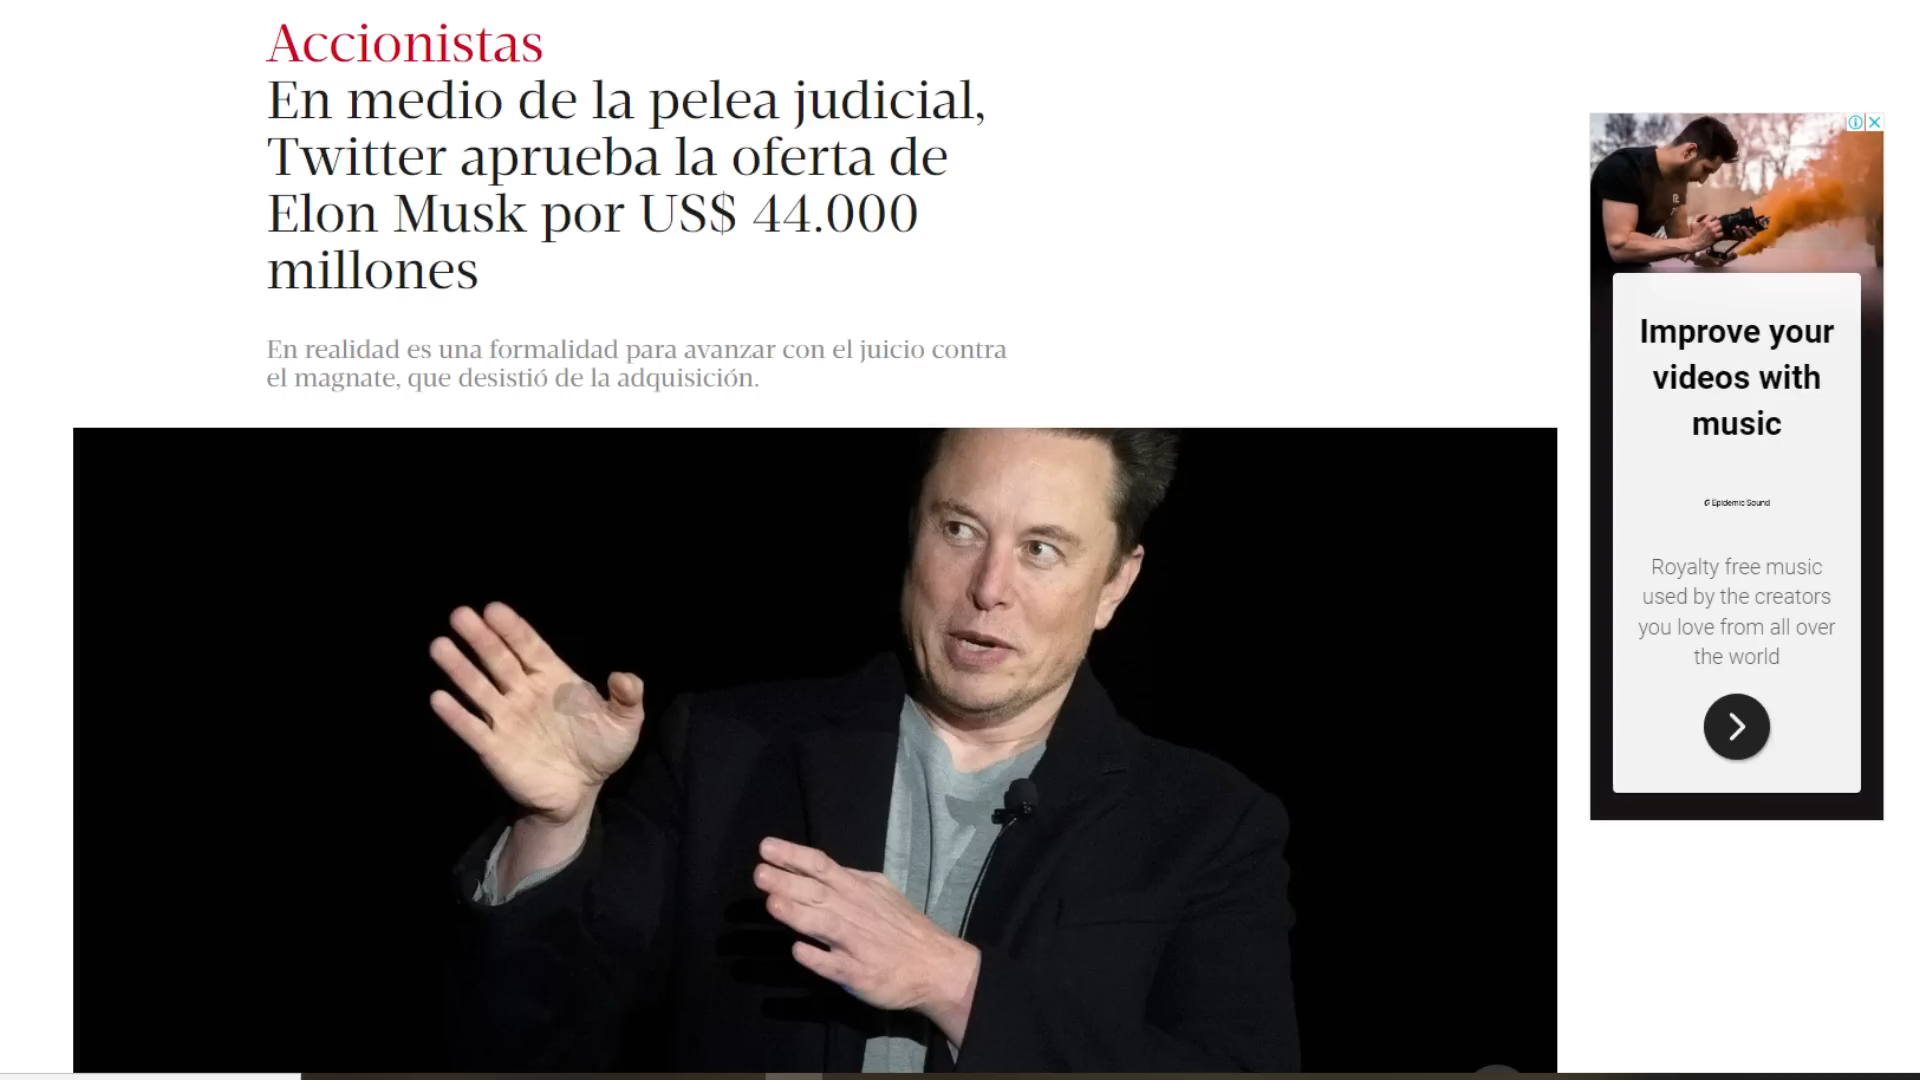 Accionistas
En medio de la pelea judicial,
Twitter aprueba la oferta de
Elon Musk por US$ 44.000
millones
En realidad es una formalidad para avanzar con el juicio contra
el magnate, que desistió de la adquisición.
Improve your
videos with
music
Epidemic Sound
Royalty free music
used by the creators
you love from all over
the world